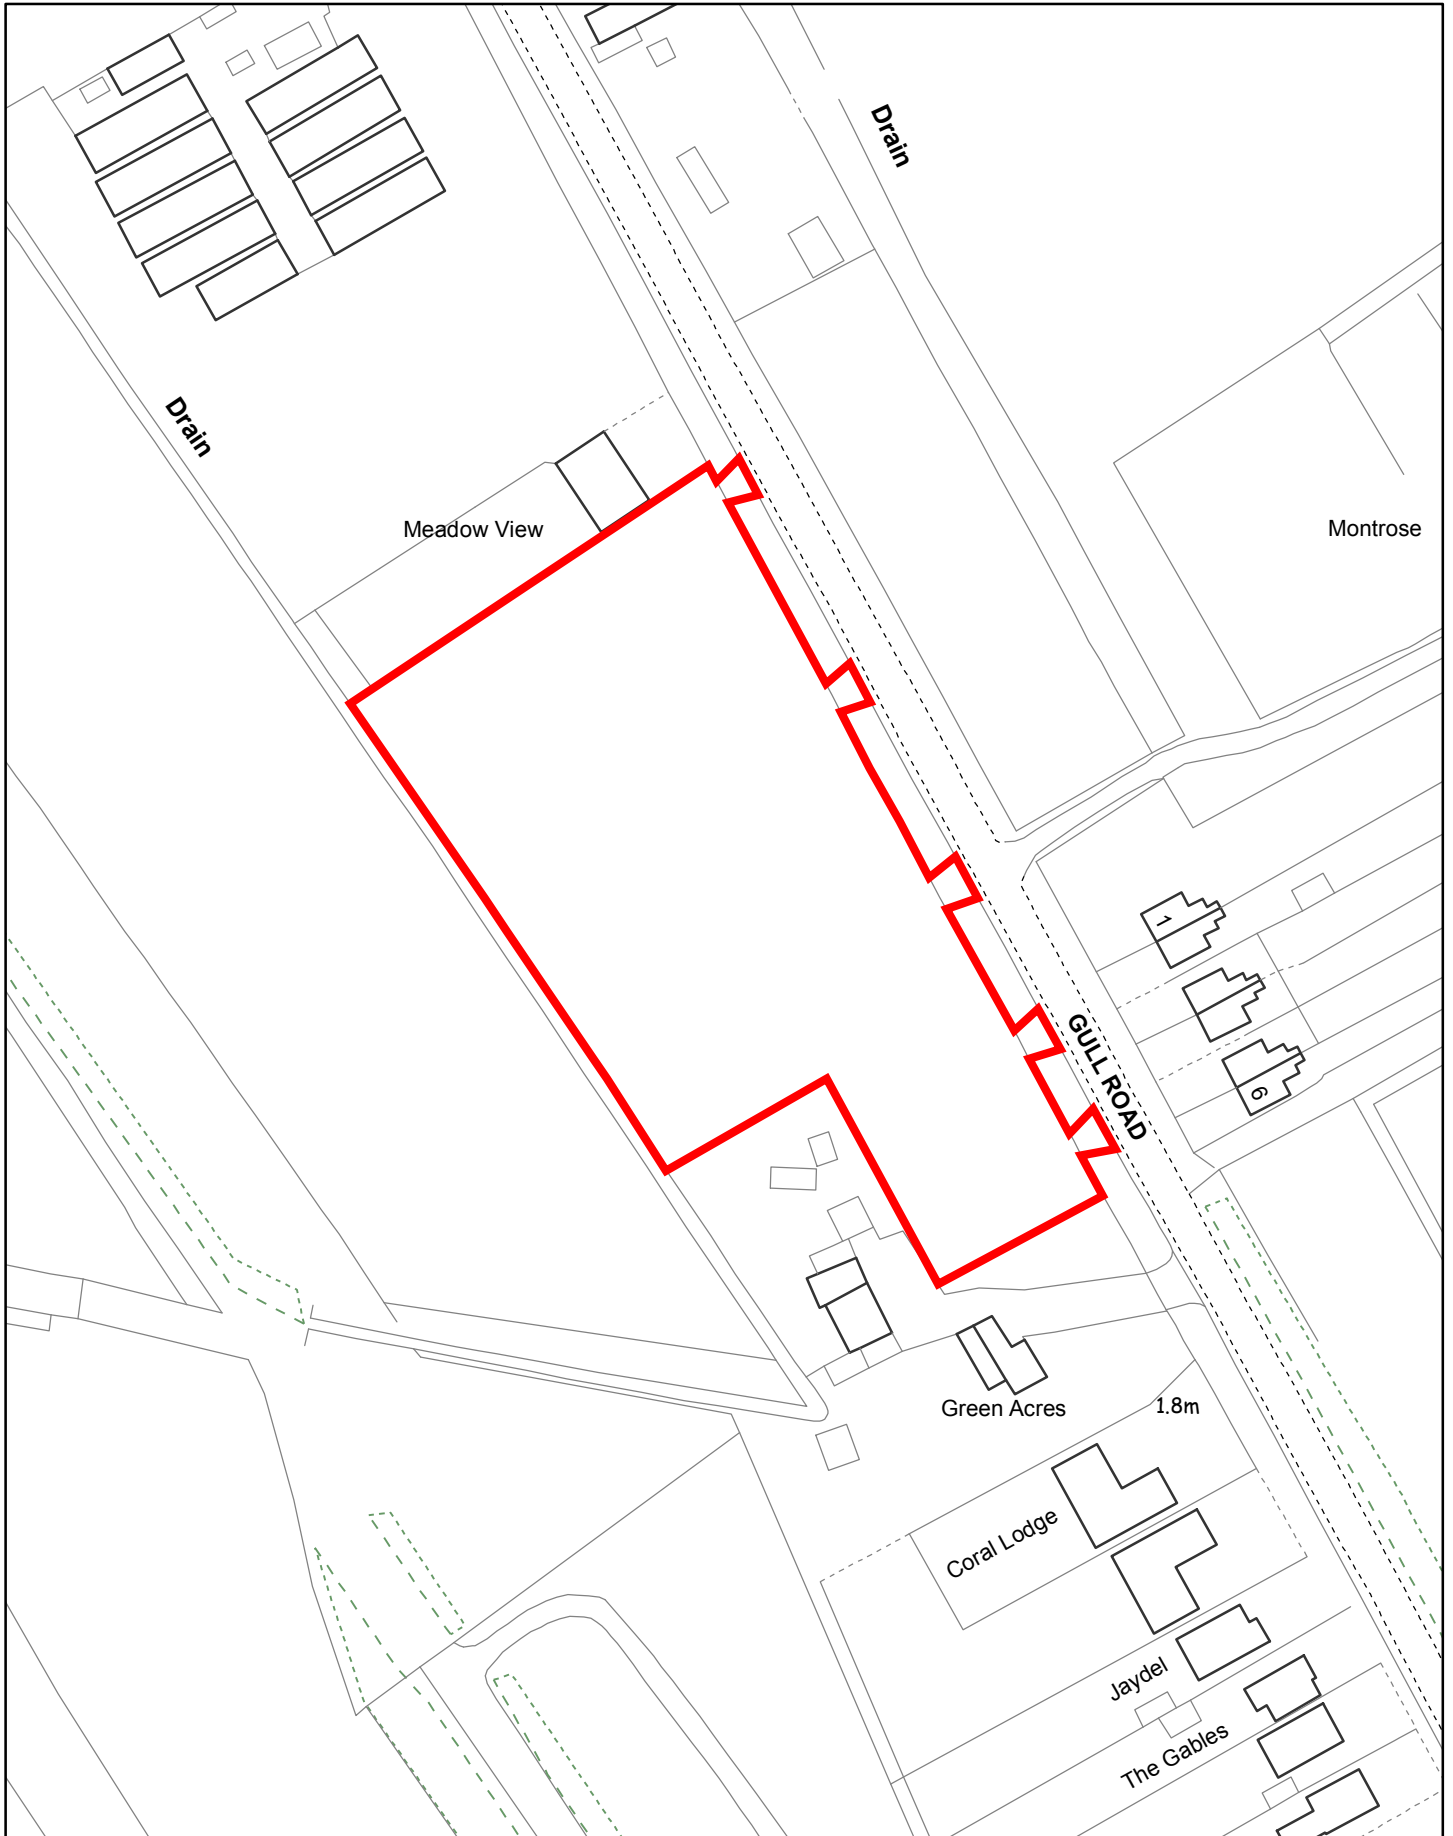 Drain
Drain
Meadow View
Montrose
1
GULL ROAD
6
Green Acres
1.8m
Coral Lodge
Jaydel
The Gables